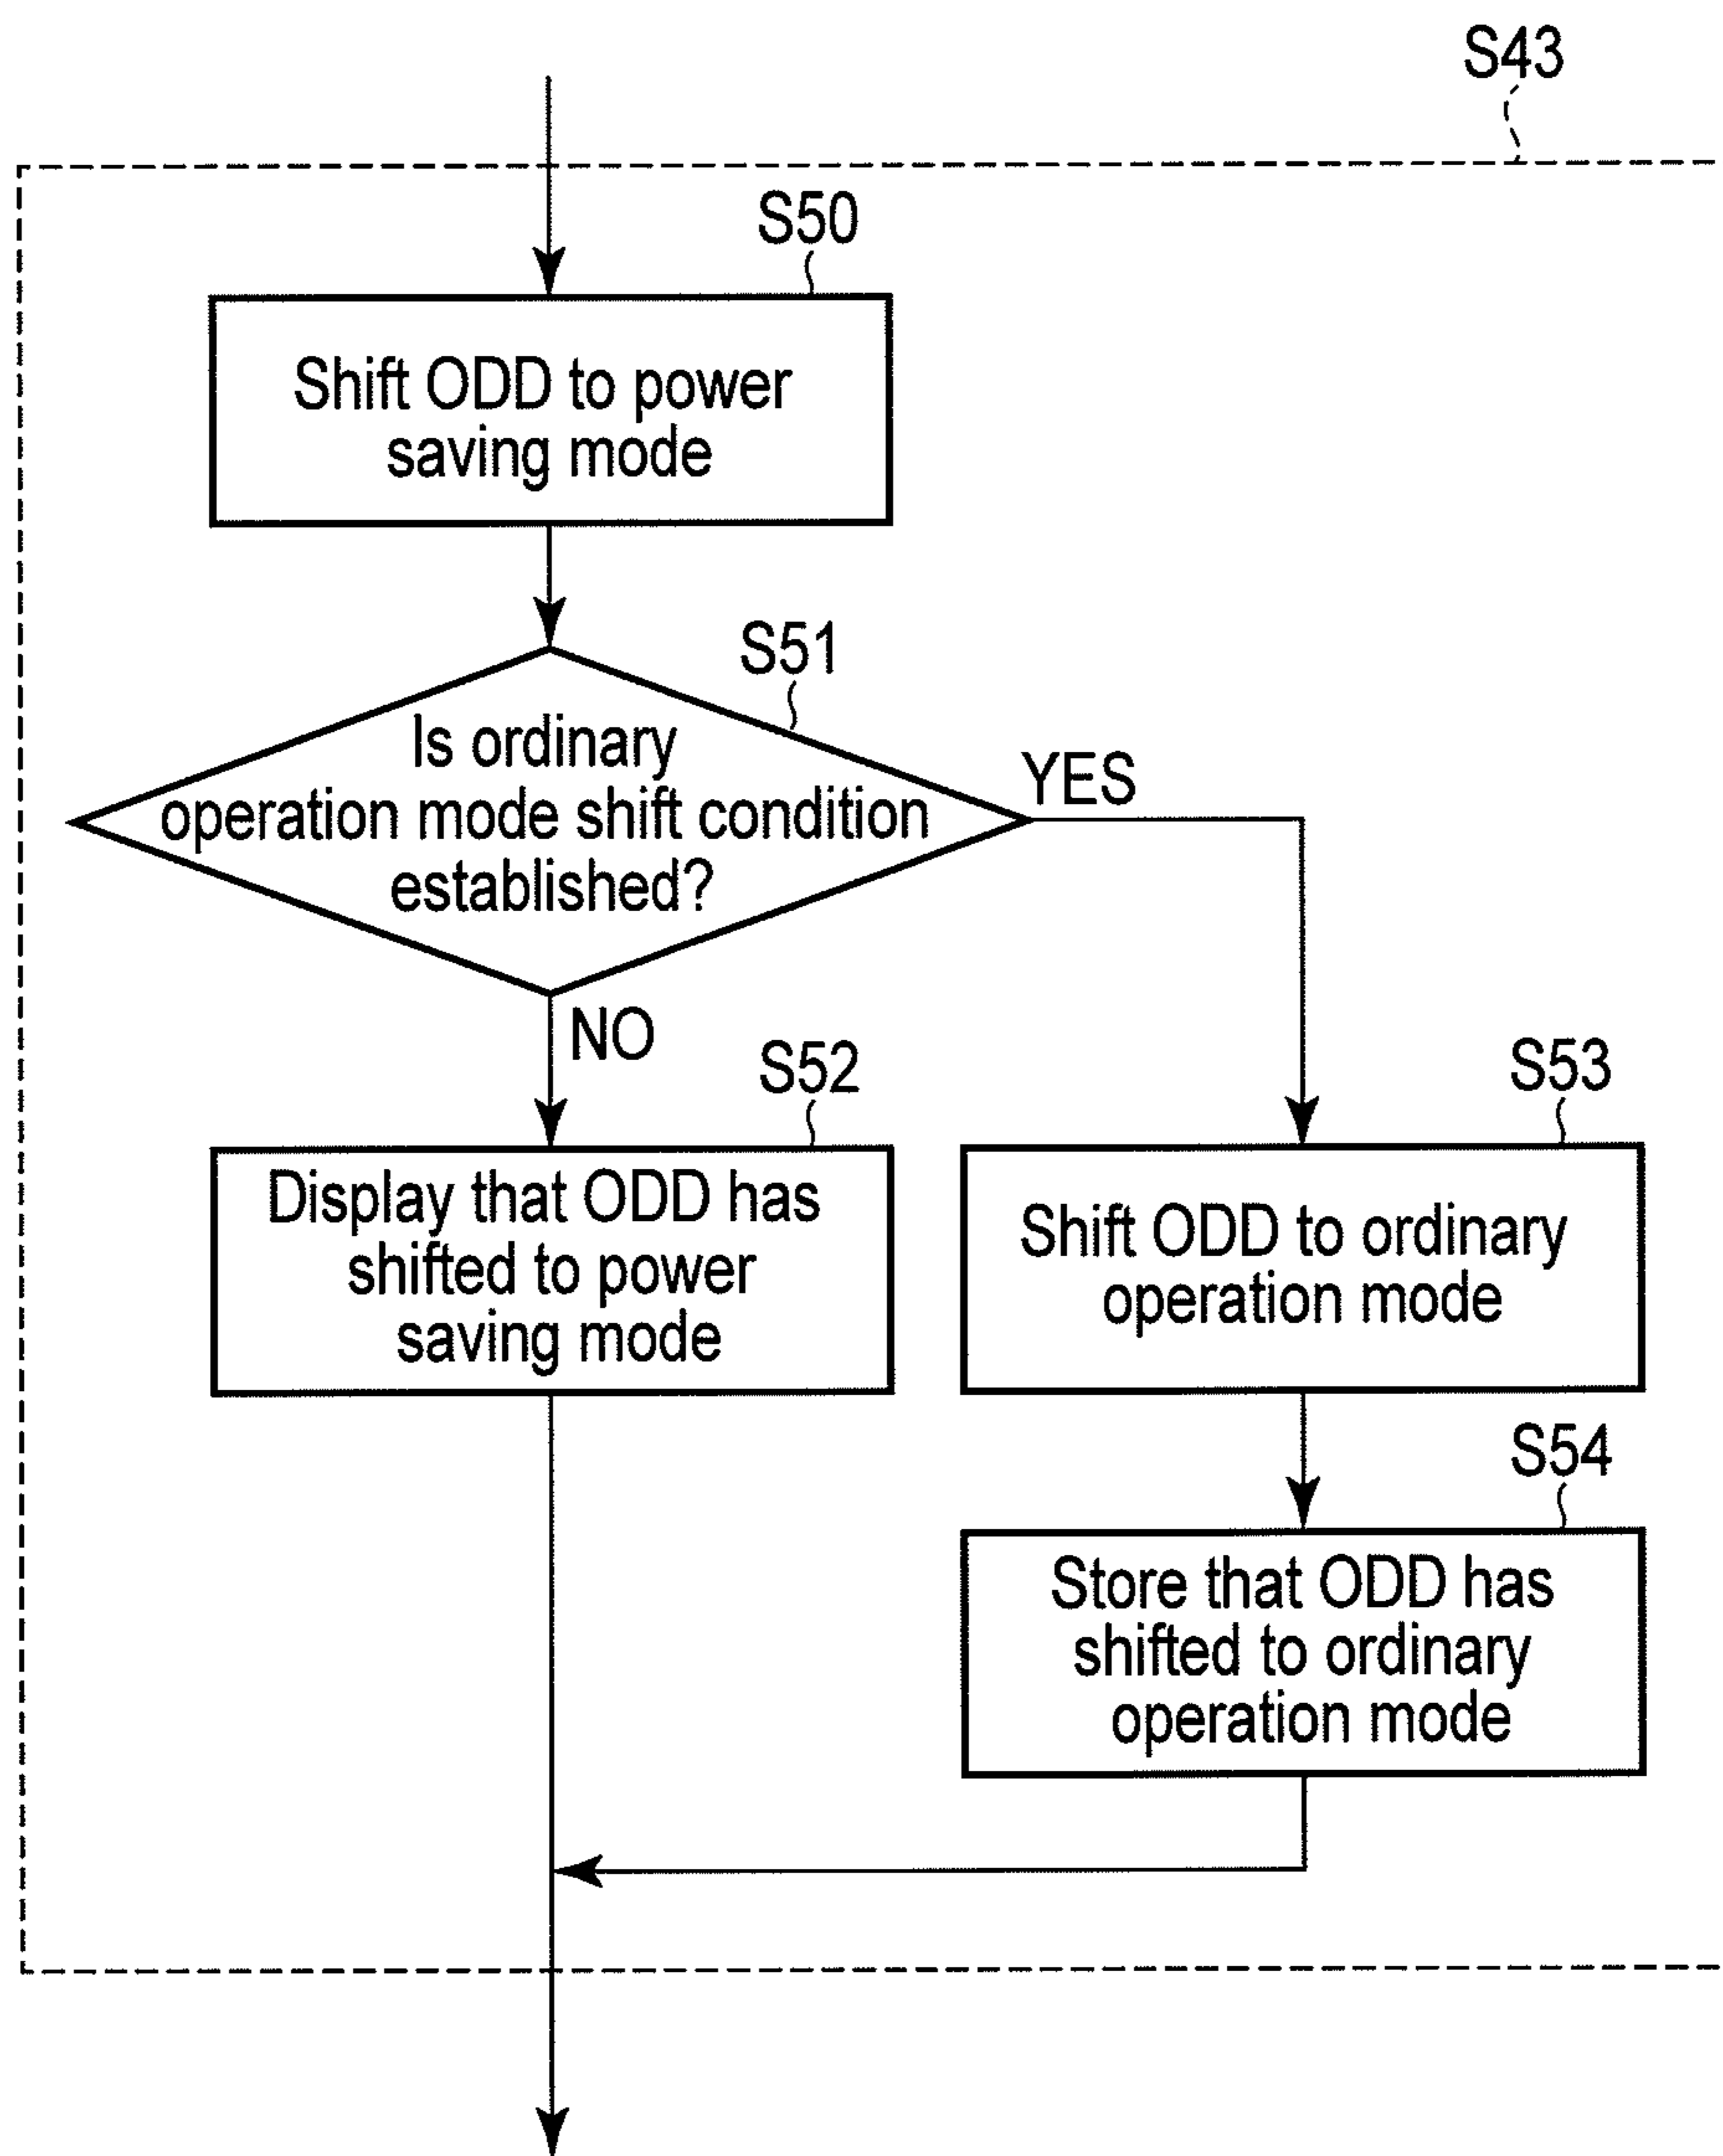 S43
S50
Shift ODD to power
saving mode
S51
Is ordinary
operation mode shift condition
established?
YES
NO
S52
Display that ODD has
shifted to power
saving mode
S53
Shift ODD to ordinary
operation mode
S54
Store that ODD has
shifted to ordinary
operation mode